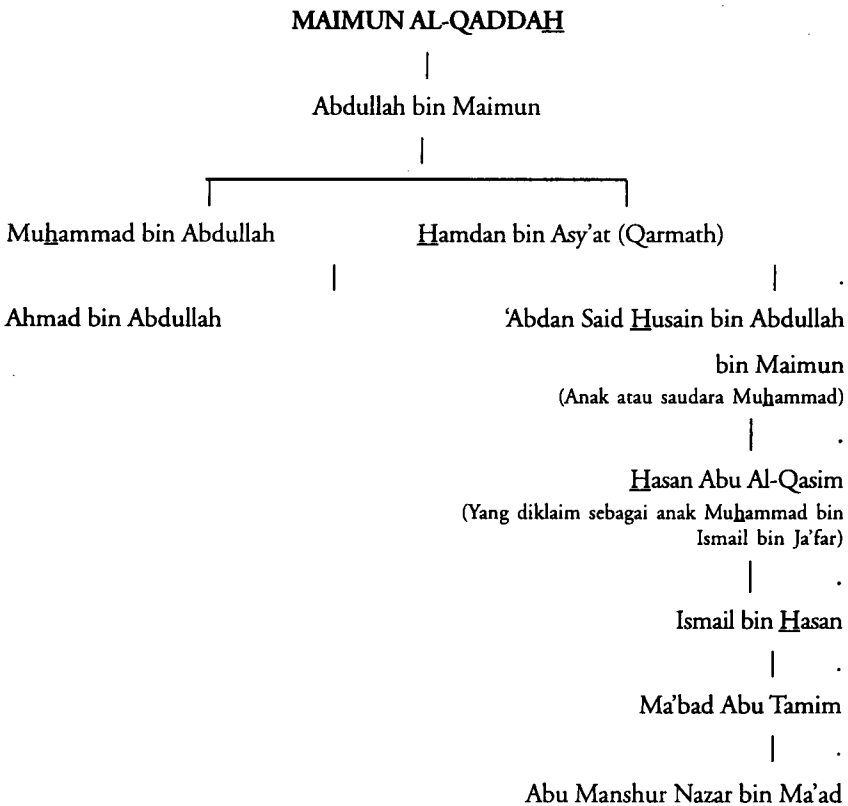 MAIMUN AL-QADDAH
Abdullah bin Maimun
Muhammad bin Abdullah Hamdan bin Asy'at (Qarmath)
Ahmad bin Abdullah 'Abdan Said Husain bin Abdullah
bin Maimun
(Anak atau saudara Muhammad)
Hasan Abu Al-Qasim
(Yang diklaim sebagai anak Muhammad bin
Ismail bin Ja'far)
Ismail bin Hasan
Ma'bad Abu Tamim
Abu Manshur Nazar bin Ma'ad